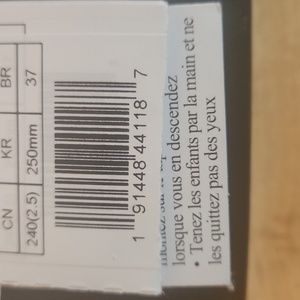 CN KR BR
240(2.5) 250mm 37
1 91448 44118 7
lorsque vous en descendez
• Tenez les enfants par la main et ne
les quittez pas des yeux